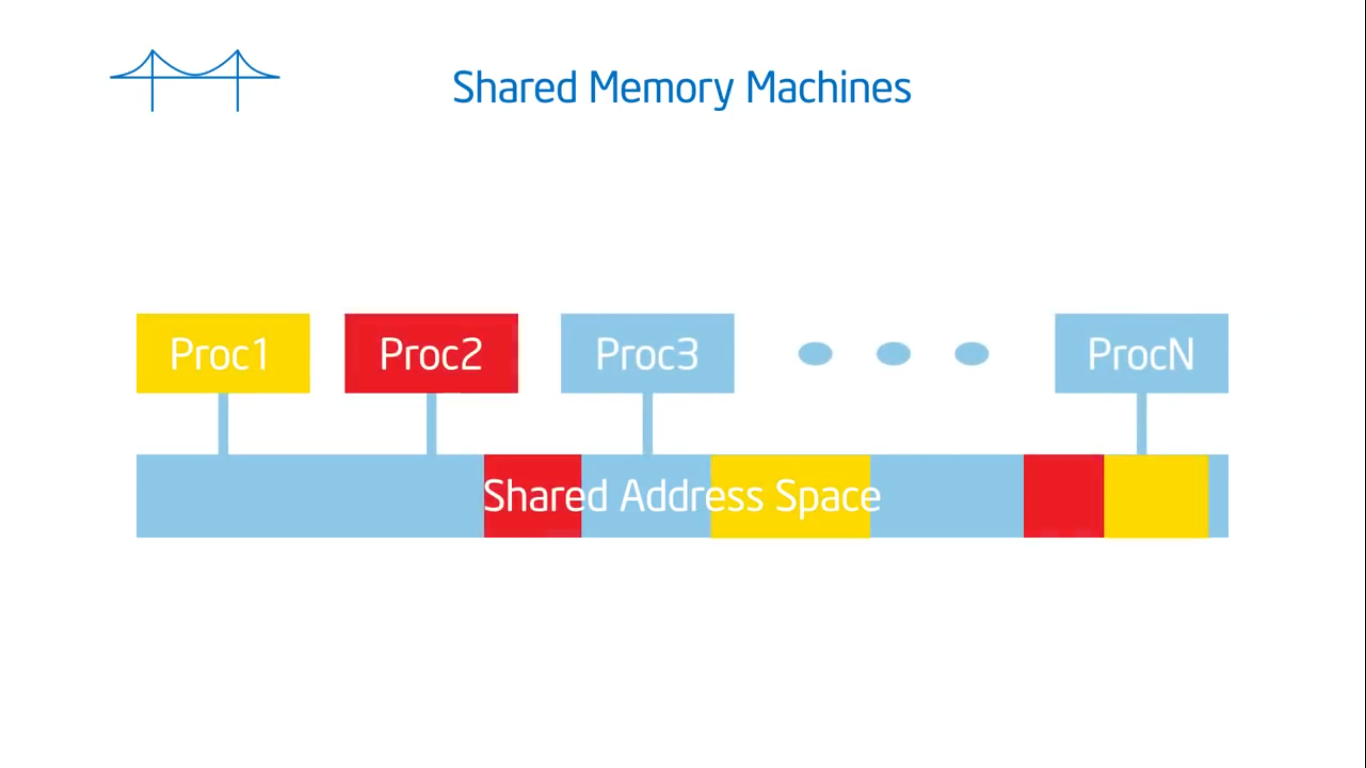 Shared Memory Machines
Proc1 Proc2 Proc3 ProcN
Shared Address Space